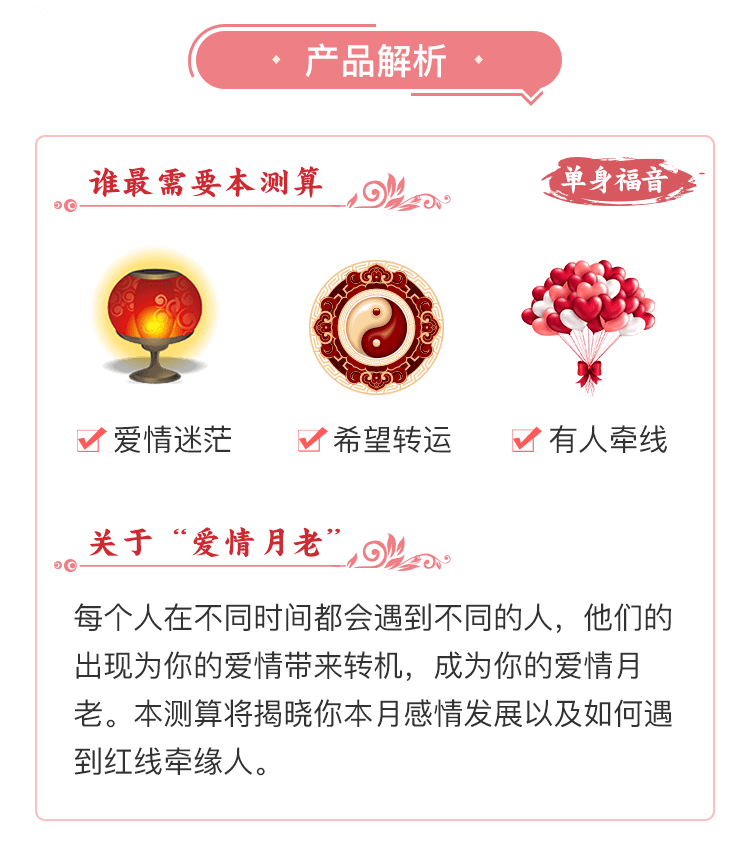 产品解析
谁最需要本测算
单身福音
爱情迷茫
希望转运
有人牵线
关于“爱情月老”
每个人在不同时间都会遇到不同的人，他们的
出现为你的爱情带来转机，成为你的爱情月
老。本测算将揭晓你本月感情发展以及如何遇
到红线牵缘人。